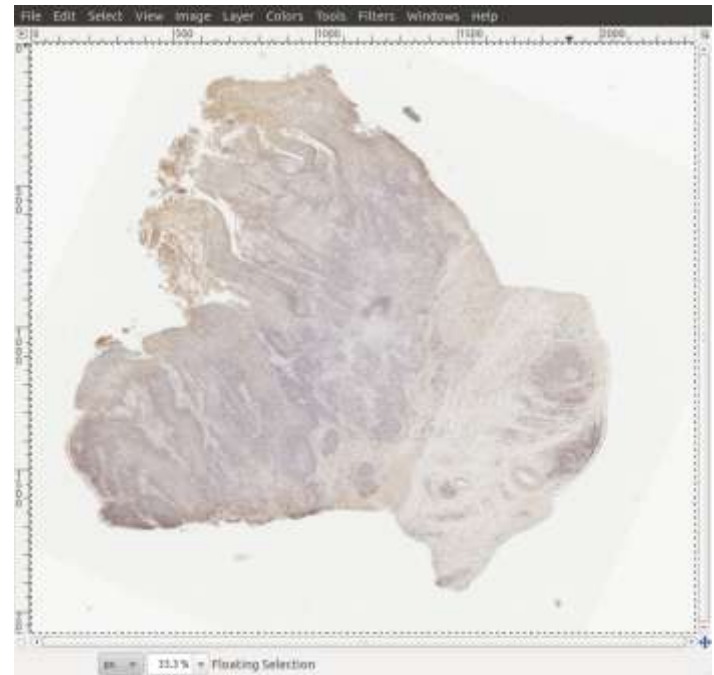 File Edit Select View Image Layer Colors Tools Filters Windows Help
0 500 1000 1500 2000
px 33.3 % Floating Selection